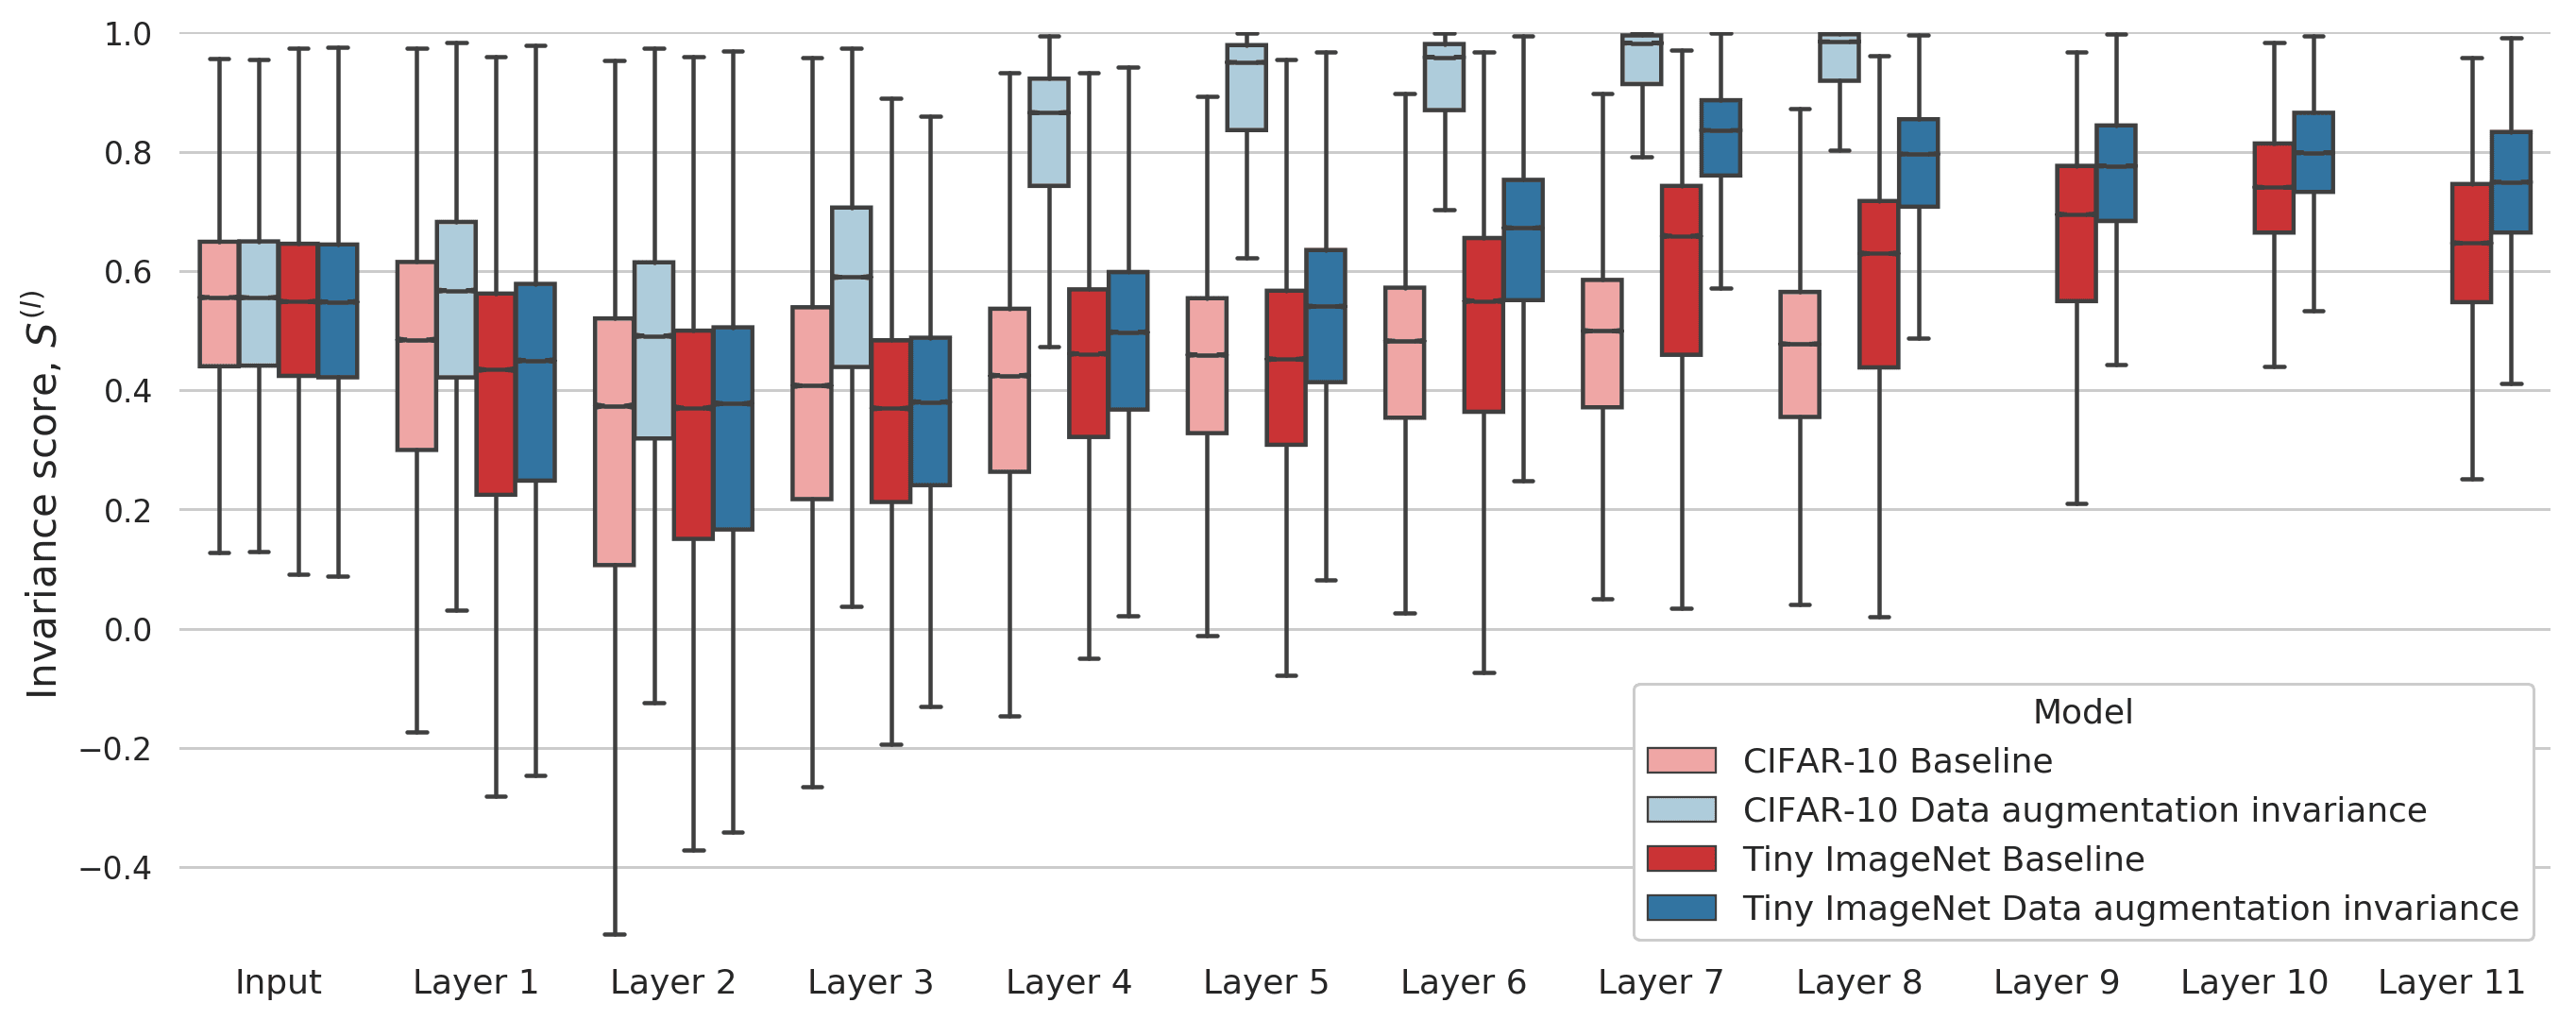 1.0
0.8
0.6
0.4
0.2
0.0
−0.2
−0.4
Invariance score, S^(l)
Input Layer 1 Layer 2 Layer 3 Layer 4 Layer 5 Layer 6 Layer 7 Layer 8 Layer 9 Layer 10 Layer 11
Model
CIFAR-10 Baseline
CIFAR-10 Data augmentation invariance
Tiny ImageNet Baseline
Tiny ImageNet Data augmentation invariance